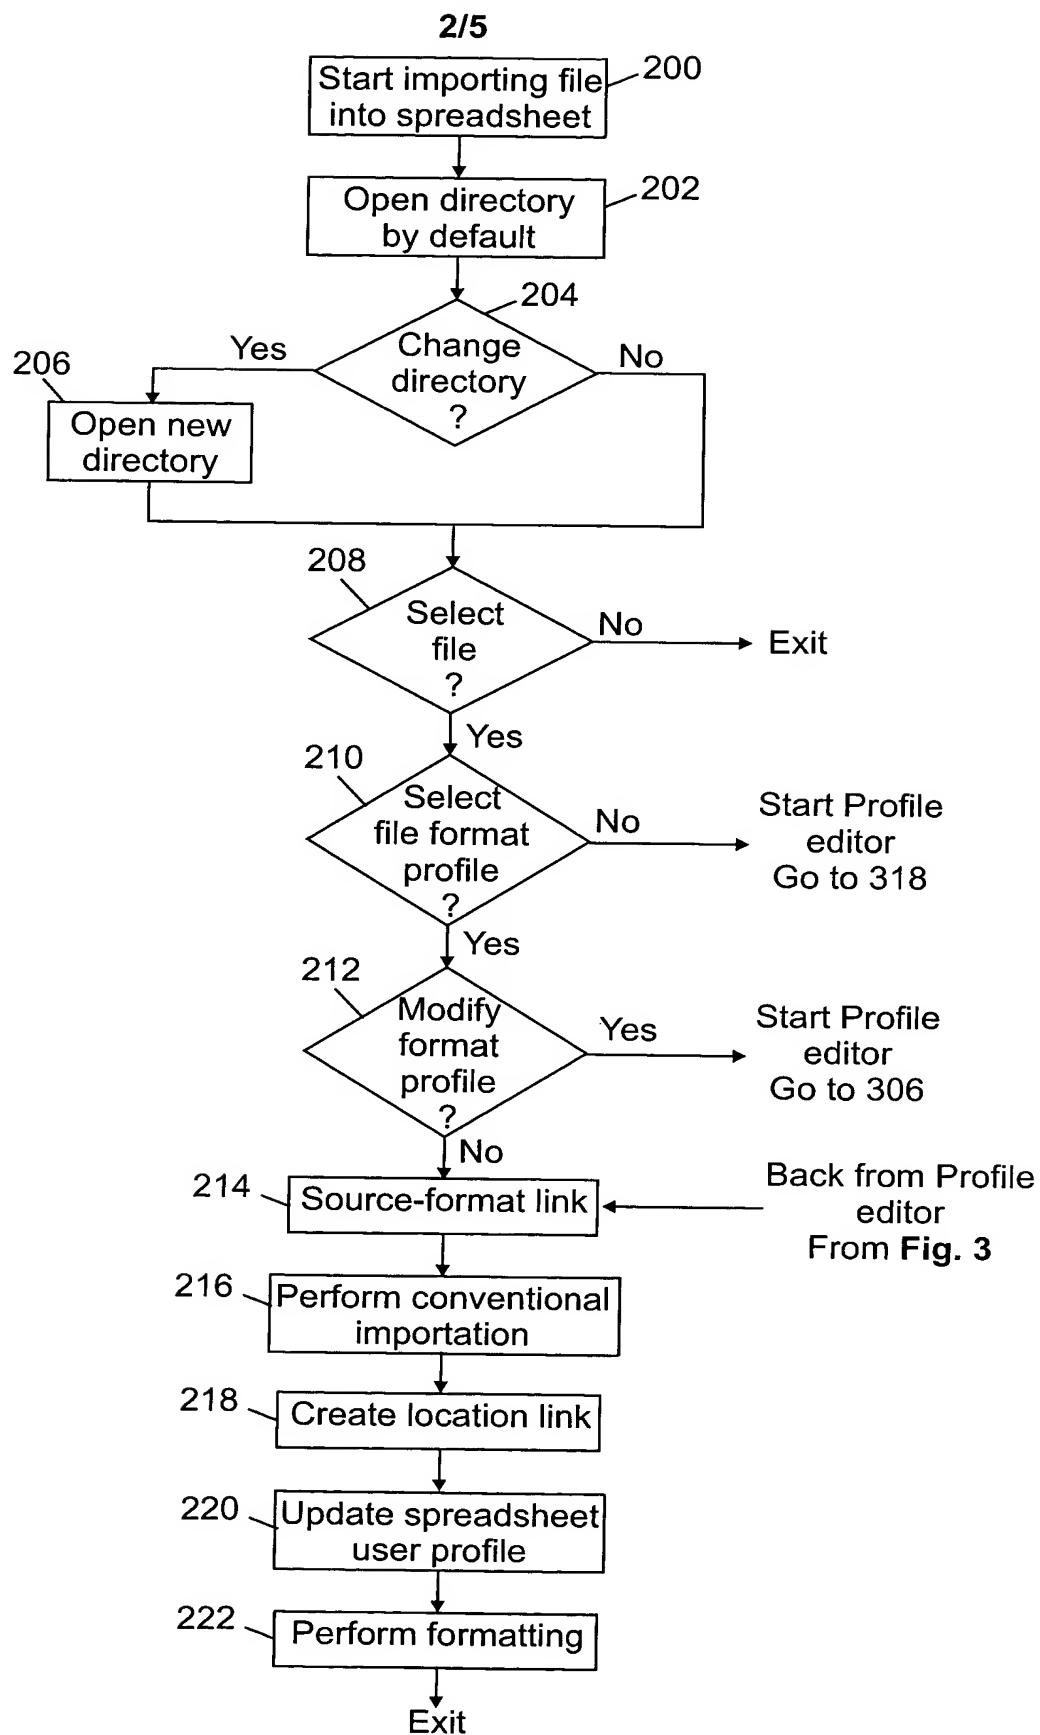 2/5
Start importing file
into spreadsheet
200
Open directory
by default
202
204
Change
directory
?
Yes
No
206
Open new
directory
208
Select
file
?
No
Exit
Yes
210
Select
file format
profile
?
No
Start Profile
editor
Go to 318
Yes
212
Modify
format
profile
?
Yes
Start Profile
editor
Go to 306
No
214
Source-format link
Back from Profile
editor
From Fig. 3
216
Perform conventional
importation
218
Create location link
220
Update spreadsheet
user profile
222
Perform formatting
Exit